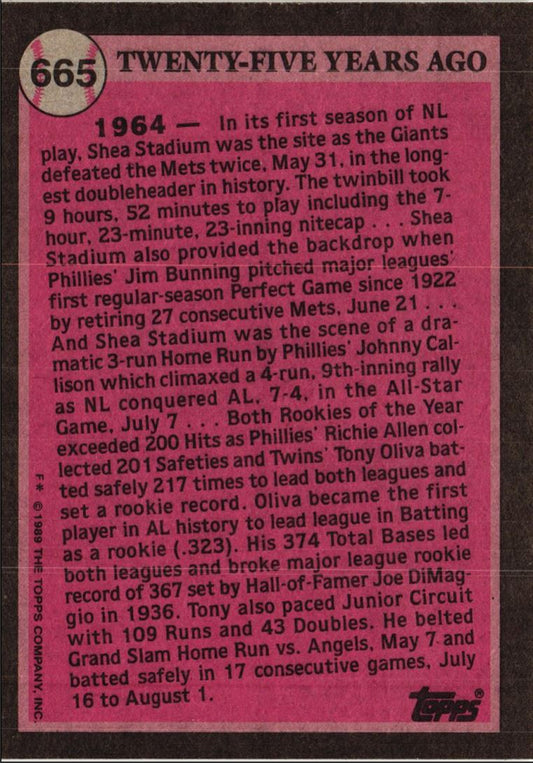 665
TWENTY-FIVE YEARS AGO
1964 — In its first season of NL
play, Shea Stadium was the site as the Giants
defeated the Mets twice, May 31, in the long-
est doubleheader in history. The twinbill took
9 hours, 52 minutes to play including the 7-
hour, 23-minute, 23-inning nitecap . . . Shea
Stadium also provided the backdrop when
Phillies' Jim Bunning pitched major leagues'
first regular-season Perfect Game since 1922
by retiring 27 consecutive Mets, June 21 . . .
And Shea Stadium was the scene of a dra-
matic 3-run Home Run by Phillies' Johnny Cal-
lison which climaxed a 4-run, 9th-inning rally
as NL conquered AL, 7-4, in the All-Star
Game, July 7 . . . Both Rookies of the Year
exceeded 200 Hits as Phillies' Richie Allen col-
lected 201 Safeties and Twins' Tony Oliva bat-
ted safely 217 times to lead both leagues and
set a rookie record. Oliva became the first
player in AL history to lead league in Batting
as a rookie (.323). His 374 Total Bases led
both leagues and broke major league rookie
record of 367 set by Hall-of-Famer Joe DiMag-
gio in 1936. Tony also paced Junior Circuit
with 109 Runs and 43 Doubles. He belted
Grand Slam Home Run vs. Angels, May 7 and
batted safely in 17 consecutive games, July
16 to August 1.
F* © 1989 THE TOPPS COMPANY, INC.
topps®